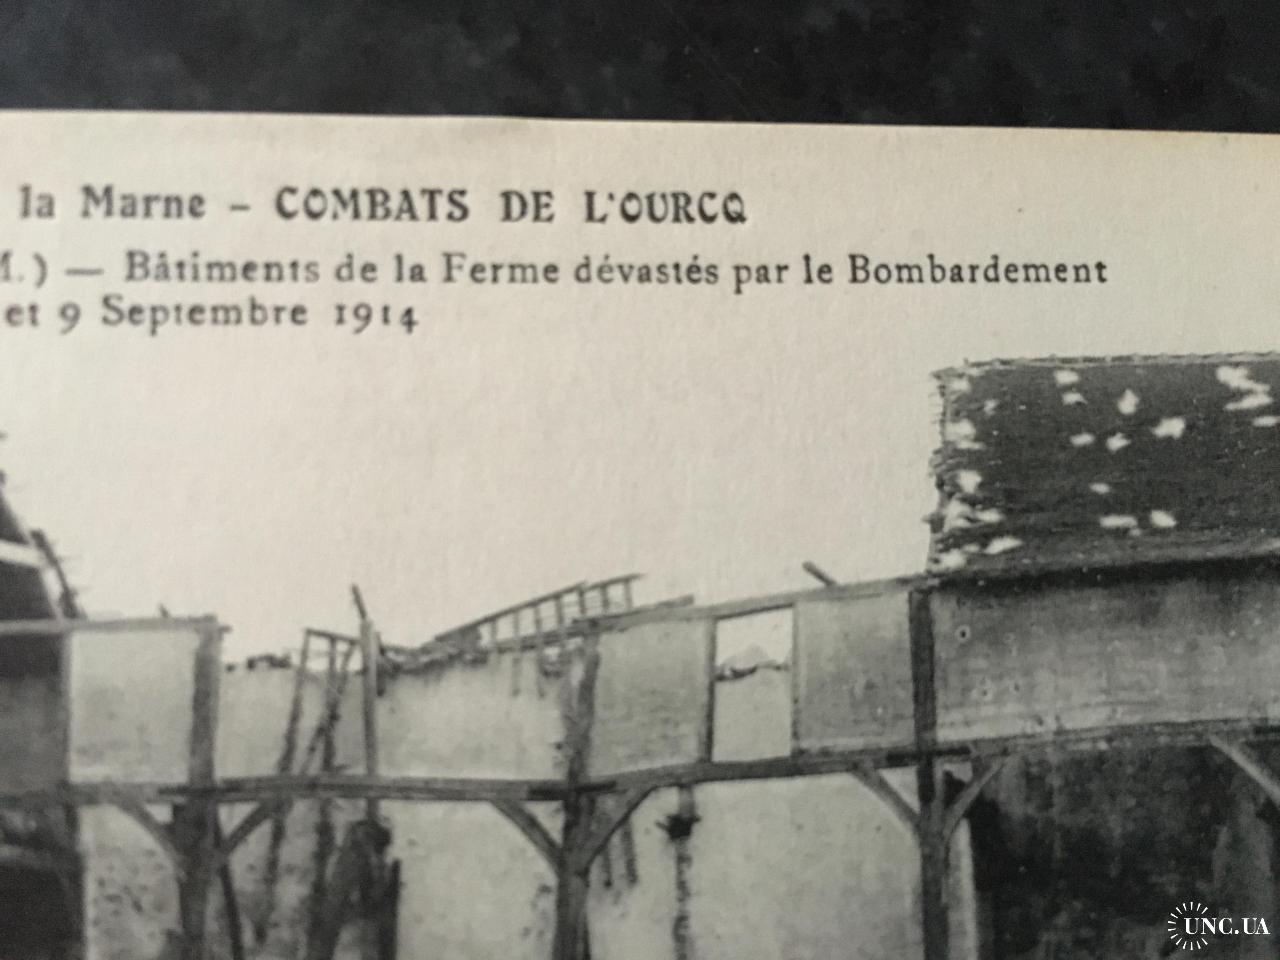 la Marne - COMBATS DE L'OURCQ
M.) — Bâtiments de la Ferme dévastés par le Bombardement
et 9 Septembre 1914
UNC.UA